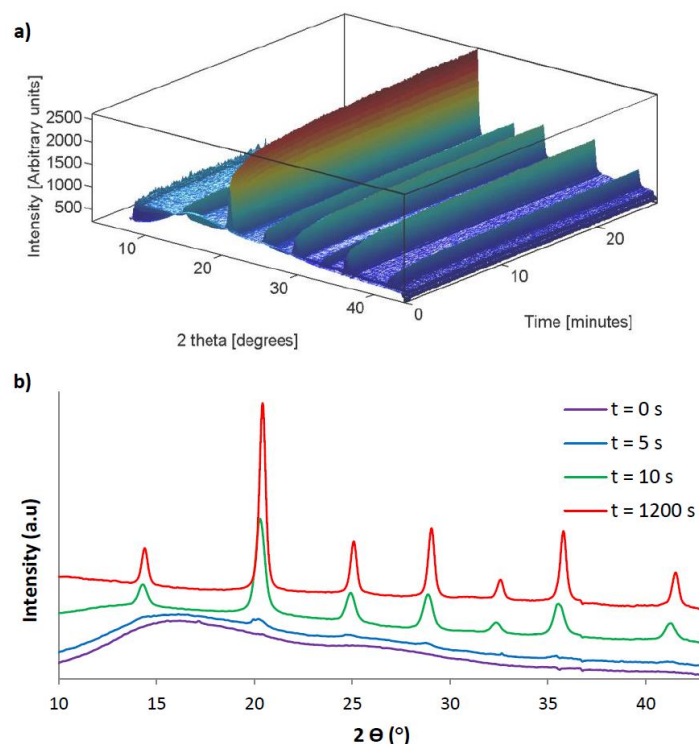 a)
Intensity [Arbitrary units]
2500
2000
1500
1000
500
10
20
30
40
2 theta [degrees]
0
10
20
Time [minutes]
b)
Intensity (a.u)
t = 0 s
t = 5 s
t = 10 s
t = 1200 s
10 15 20 25 30 35 40
2 ϴ (°)